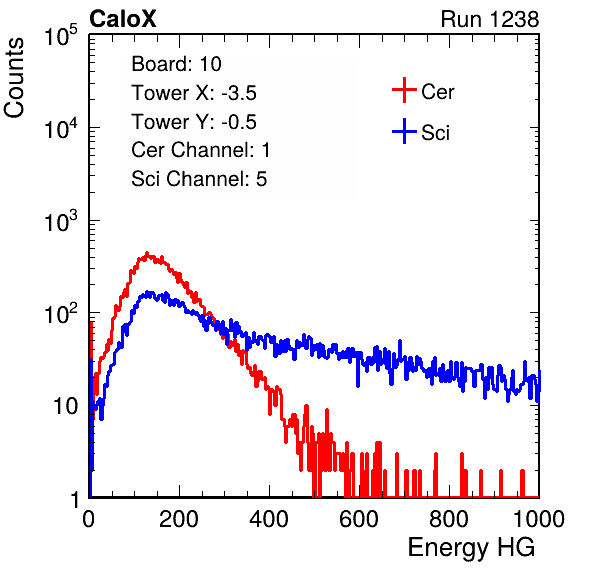 CaloX Run 1238
Counts
10^5
10^4
10^3
10^2
10
1
Board: 10
Tower X: -3.5
Tower Y: -0.5
Cer Channel: 1
Sci Channel: 5
Cer
Sci
0 200 400 600 800 1000
Energy HG